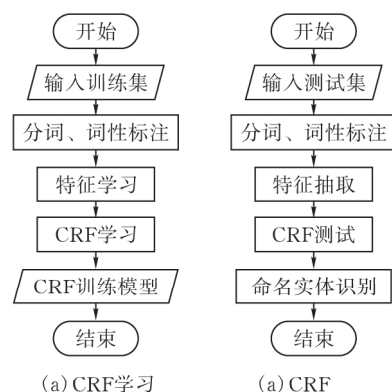 开始
输入训练集
分词、词性标注
特征学习
CRF学习
CRF训练模型
结束
(a) CRF学习
开始
输入测试集
分词、词性标注
特征抽取
CRF测试
命名实体识别
结束
(a) CRF